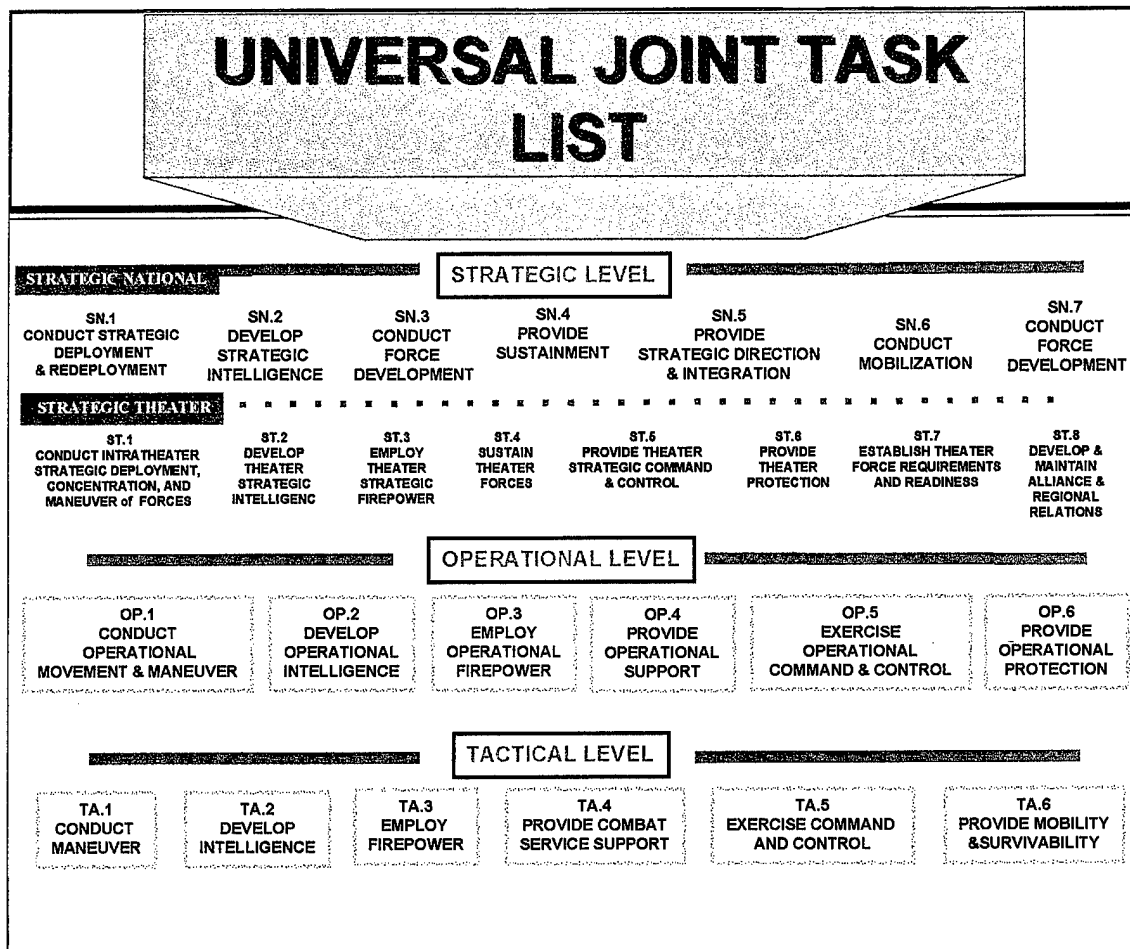 UNIVERSAL JOINT TASK
LIST
STRATEGIC NATIONAL
STRATEGIC LEVEL
SN.1
CONDUCT STRATEGIC
DEPLOYMENT
& REDEPLOYMENT
SN.2
DEVELOP
STRATEGIC
INTELLIGENCE
SN.3
CONDUCT
FORCE
DEVELOPMENT
SN.4
PROVIDE
SUSTAINMENT
SN.5
PROVIDE
STRATEGIC DIRECTION
& INTEGRATION
SN.6
CONDUCT
MOBILIZATION
SN.7
CONDUCT
FORCE
DEVELOPMENT
STRATEGIC THEATER
ST.1
CONDUCT INTRATHEATER
STRATEGIC DEPLOYMENT,
CONCENTRATION, AND
MANEUVER of FORCES
ST.2
DEVELOP
THEATER
STRATEGIC
INTELLIGENC
ST.3
EMPLOY
THEATER
STRATEGIC
FIREPOWER
ST.4
SUSTAIN
THEATER
FORCES
ST.5
PROVIDE THEATER
STRATEGIC COMMAND
& CONTROL
ST.6
PROVIDE
THEATER
PROTECTION
ST.7
ESTABLISH THEATER
FORCE REQUIREMENTS
AND READINESS
ST.8
DEVELOP &
MAINTAIN
ALLIANCE &
REGIONAL
RELATIONS
OPERATIONAL LEVEL
OP.1
CONDUCT
OPERATIONAL
MOVEMENT & MANEUVER
OP.2
DEVELOP
OPERATIONAL
INTELLIGENCE
OP.3
EMPLOY
OPERATIONAL
FIREPOWER
OP.4
PROVIDE
OPERATIONAL
SUPPORT
OP.5
EXERCISE
OPERATIONAL
COMMAND & CONTROL
OP.6
PROVIDE
OPERATIONAL
PROTECTION
TACTICAL LEVEL
TA.1
CONDUCT
MANEUVER
TA.2
DEVELOP
INTELLIGENCE
TA.3
EMPLOY
FIREPOWER
TA.4
PROVIDE COMBAT
SERVICE SUPPORT
TA.5
EXERCISE COMMAND
AND CONTROL
TA.6
PROVIDE MOBILITY
&SURVIVABILITY